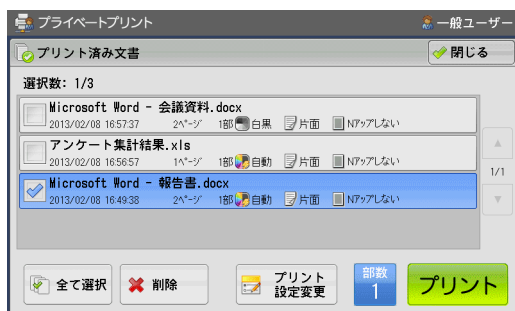 プライベートプリント 一般ユーザー
プリント済み文書 閉じる
選択数: 1/3
Microsoft Word - 会議資料.docx
2013/02/08 16:57:37 2ページ 1部 白黒 片面 Nアップしない
アンケート集計結果.xls
2013/02/08 16:56:57 1ページ 1部 自動 片面 Nアップしない
Microsoft Word - 報告書.docx
2013/02/08 16:49:38 2ページ 1部 自動 片面 Nアップしない
1/1
全て選択 削除 プリント設定変更 部数 1 プリント